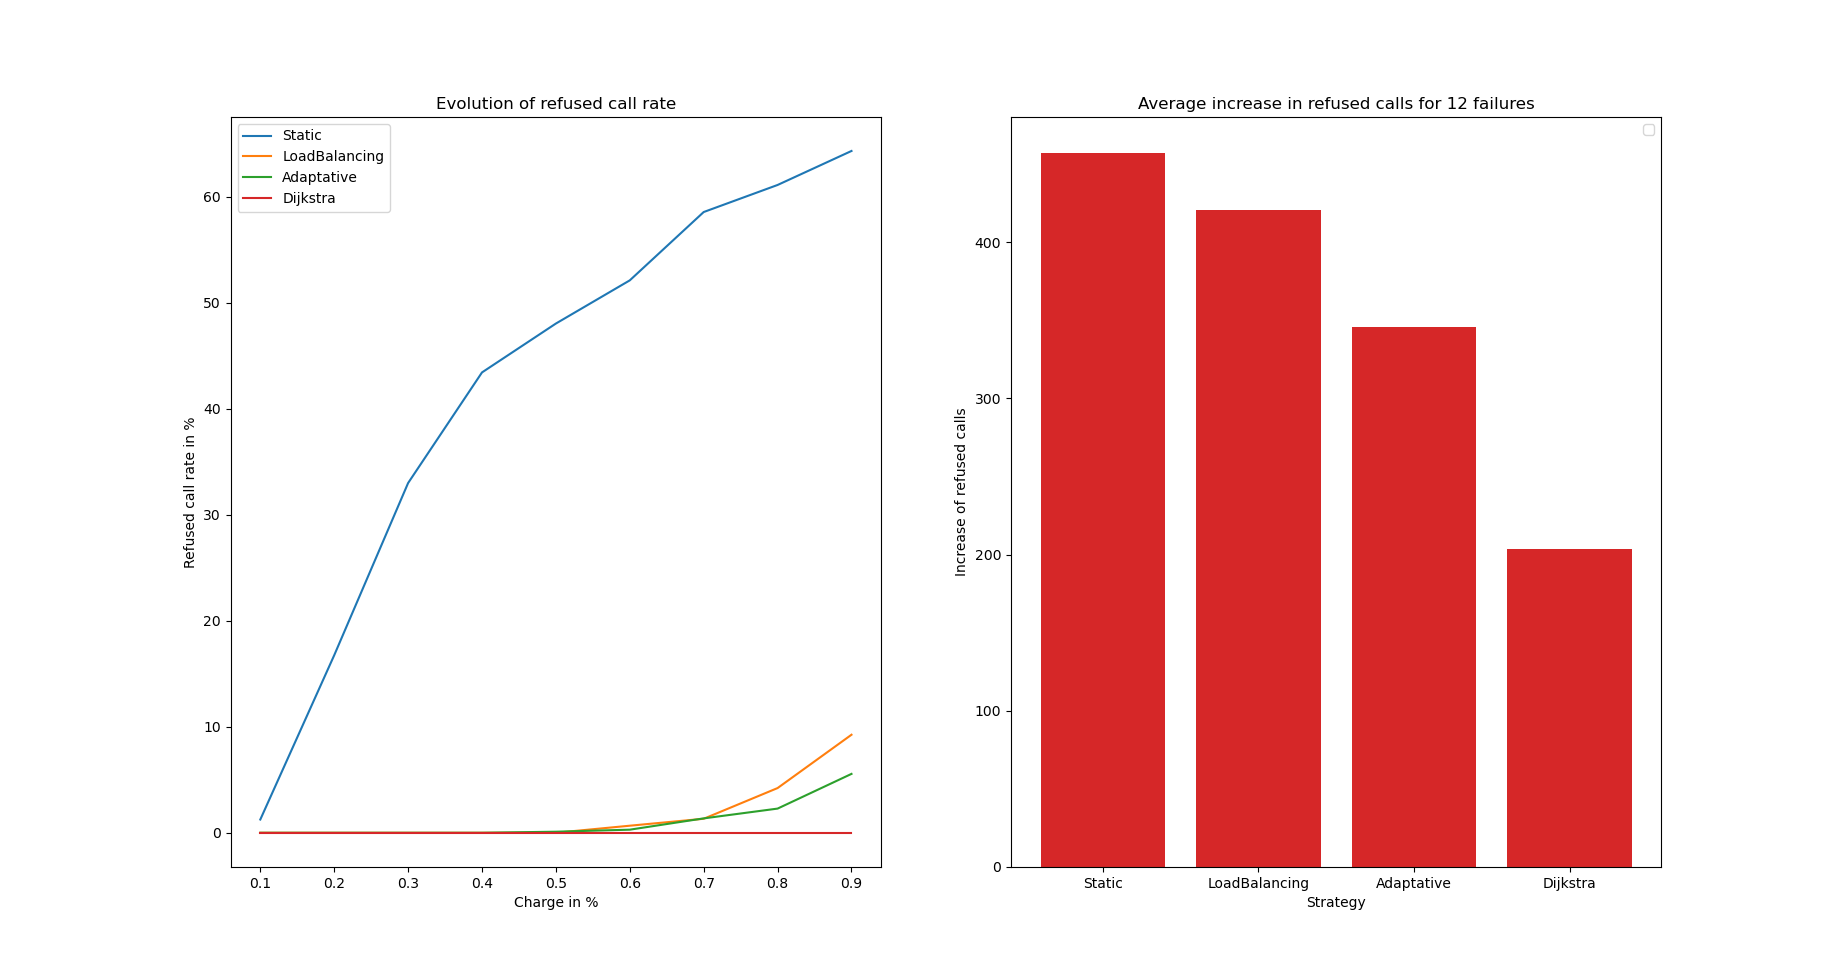 Evolution of refused call rate
Static
LoadBalancing
Adaptative
Dijkstra
Refused call rate in %
60
50
40
30
20
10
0
0.1 0.2 0.3 0.4 0.5 0.6 0.7 0.8 0.9
Charge in %
Average increase in refused calls for 12 failures
Increase of refused calls
400
300
200
100
0
Static LoadBalancing Adaptative Dijkstra
Strategy